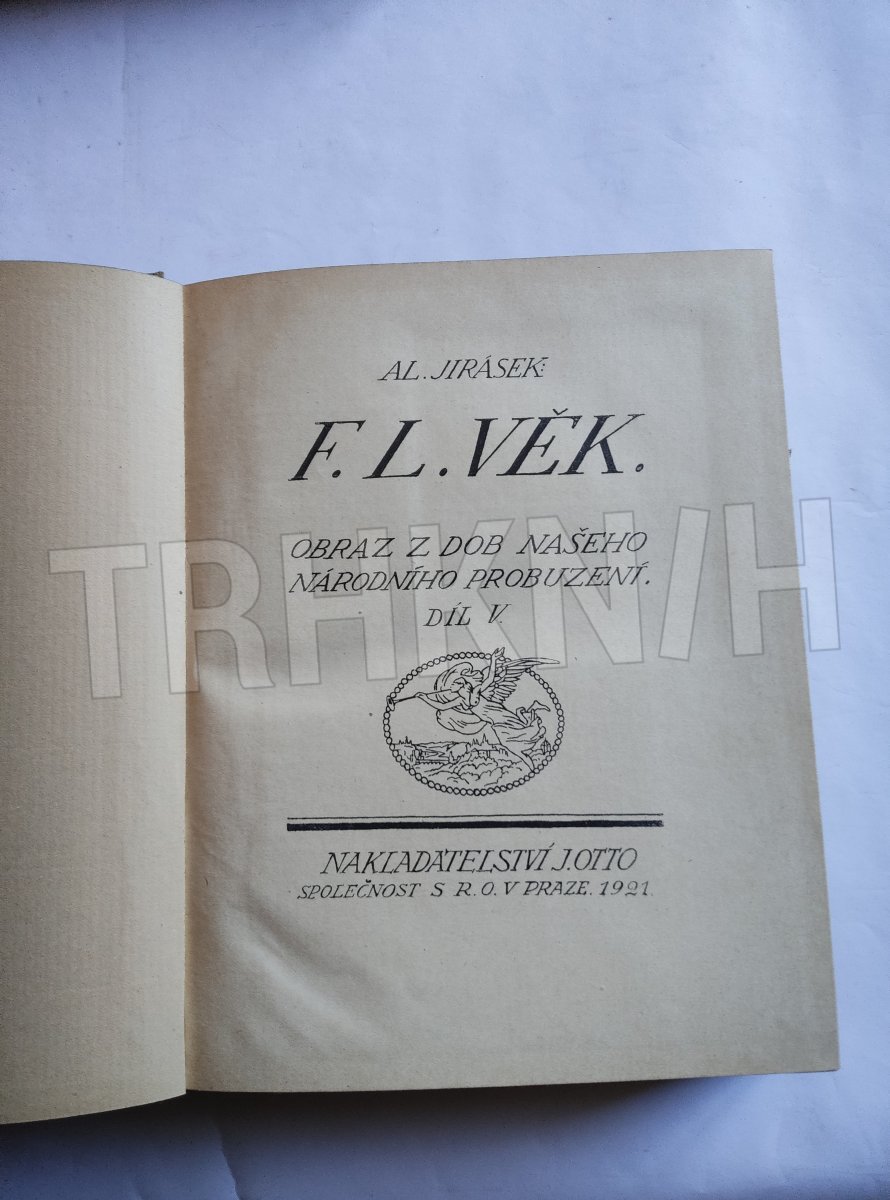 AL. JIRÁSEK:
F. L. VĚK.
OBRAZ Z DOB NAŠEHO
NÁRODNÍHO PROBUZENÍ.
DÍL V.
NAKLADATELSTVÍ J. OTTO
SPOLEČNOST S R. O. V PRAZE. 1921.
TRHKNIH